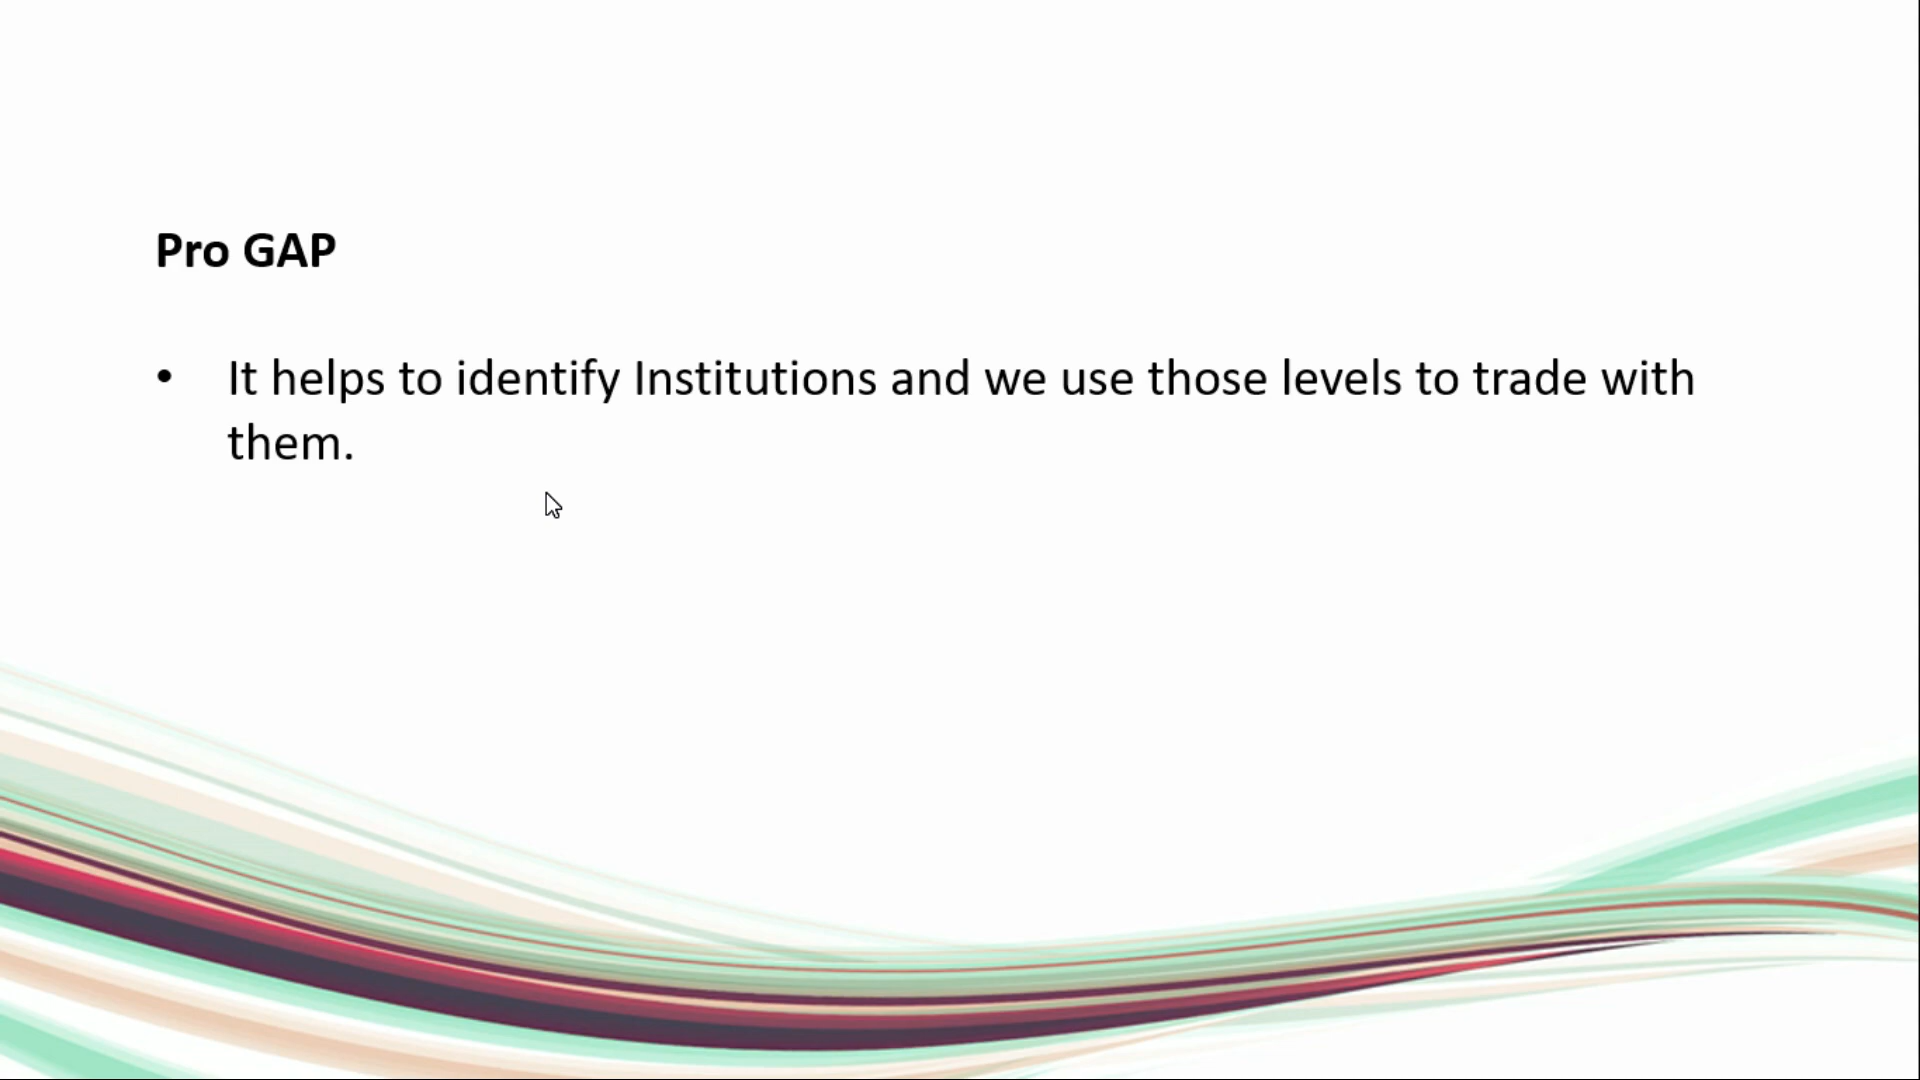 Pro GAP
• It helps to identify Institutions and we use those levels to trade with
them.